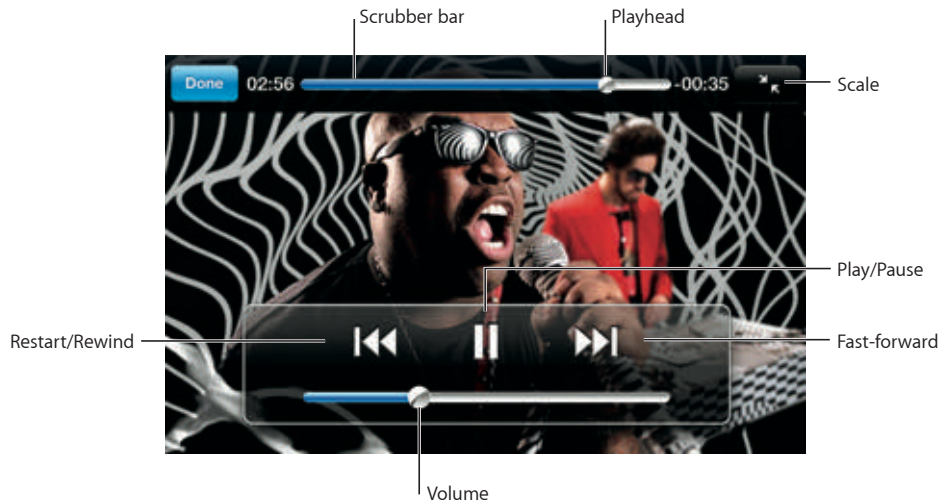 Scrubber bar
Playhead
Done
02:56
-00:35
Scale
Play/Pause
Restart/Rewind
Fast-forward
Volume